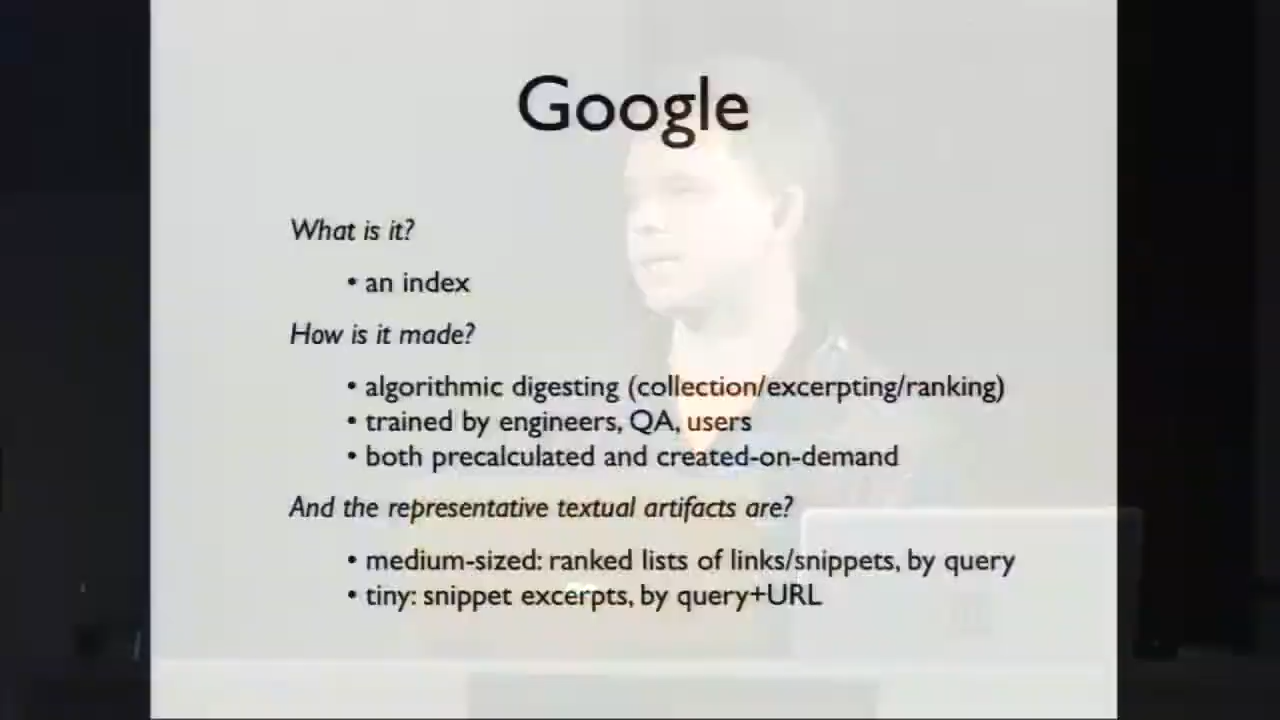 Google
What is it?
• an index
How is it made?
• algorithmic digesting (collection/excerpting/ranking)
• trained by engineers, QA, users
• both precalculated and created-on-demand
And the representative textual artifacts are?
• medium-sized: ranked lists of links/snippets, by query
• tiny: snippet excerpts, by query+URL